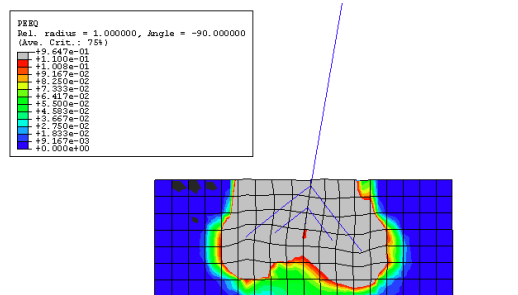 PEEQ
Rel. radius = 1.000000, Angle = -90.000000
(Ave. Crit.: 75%)
+9.647e-01
+1.100e-01
+1.008e-01
+9.167e-02
+8.250e-02
+7.333e-02
+6.417e-02
+5.500e-02
+4.583e-02
+3.667e-02
+2.750e-02
+1.833e-02
+9.167e-03
+0.000e+00